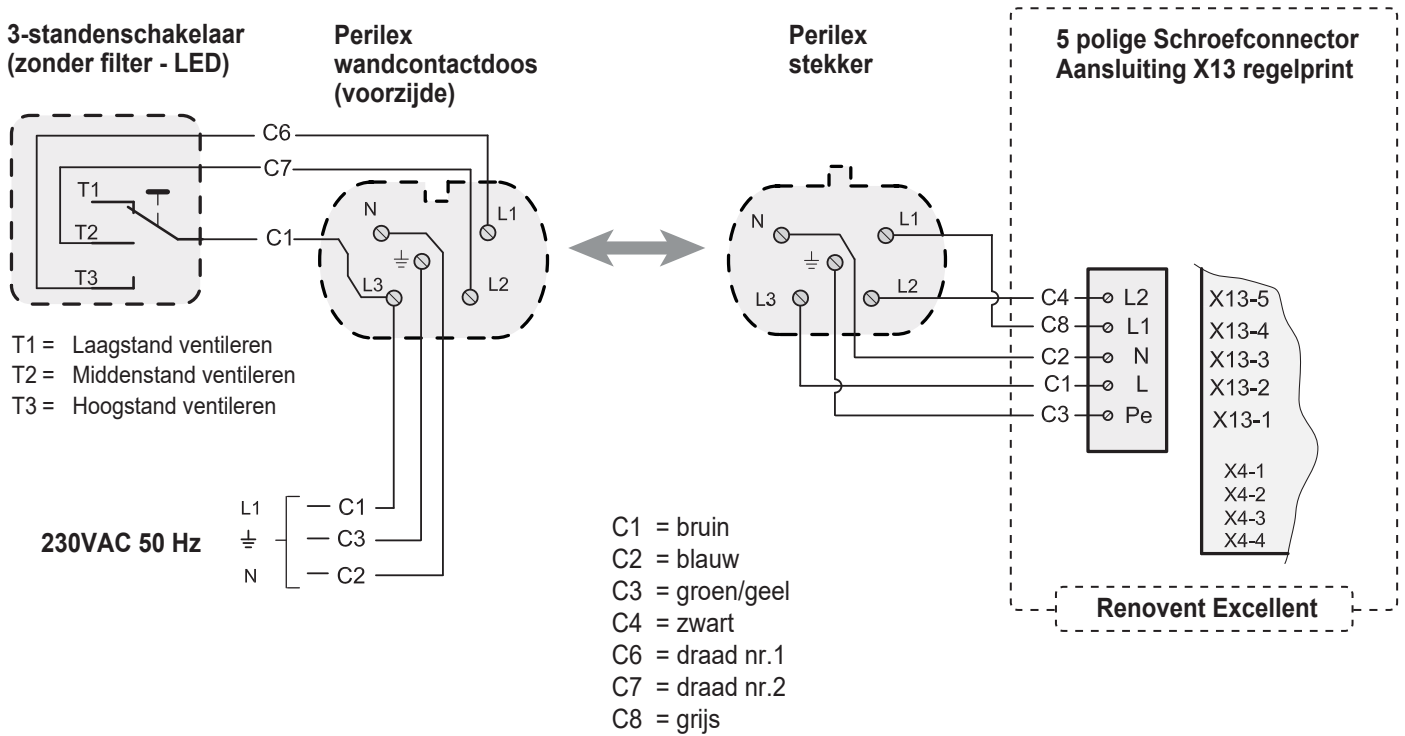 3-standenschakelaar
(zonder filter - LED)
Perilex
wandcontactdoos
(voorzijde)
Perilex
stekker
5 polige Schroefconnector
Aansluiting X13 regelprint
C6
C7
C1
T1
T2
T3
N
L1
L3
L2
N
L1
L3
L2
C4
C8
C2
C1
C3
L2
L1
N
L
Pe
X13-5
X13-4
X13-3
X13-2
X13-1
X4-1
X4-2
X4-3
X4-4
T1 = Laagstand ventileren
T2 = Middenstand ventileren
T3 = Hoogstand ventileren
230VAC 50 Hz
L1
N
C1
C3
C2
C1 = bruin
C2 = blauw
C3 = groen/geel
C4 = zwart
C6 = draad nr.1
C7 = draad nr.2
C8 = grijs
Renovent Excellent